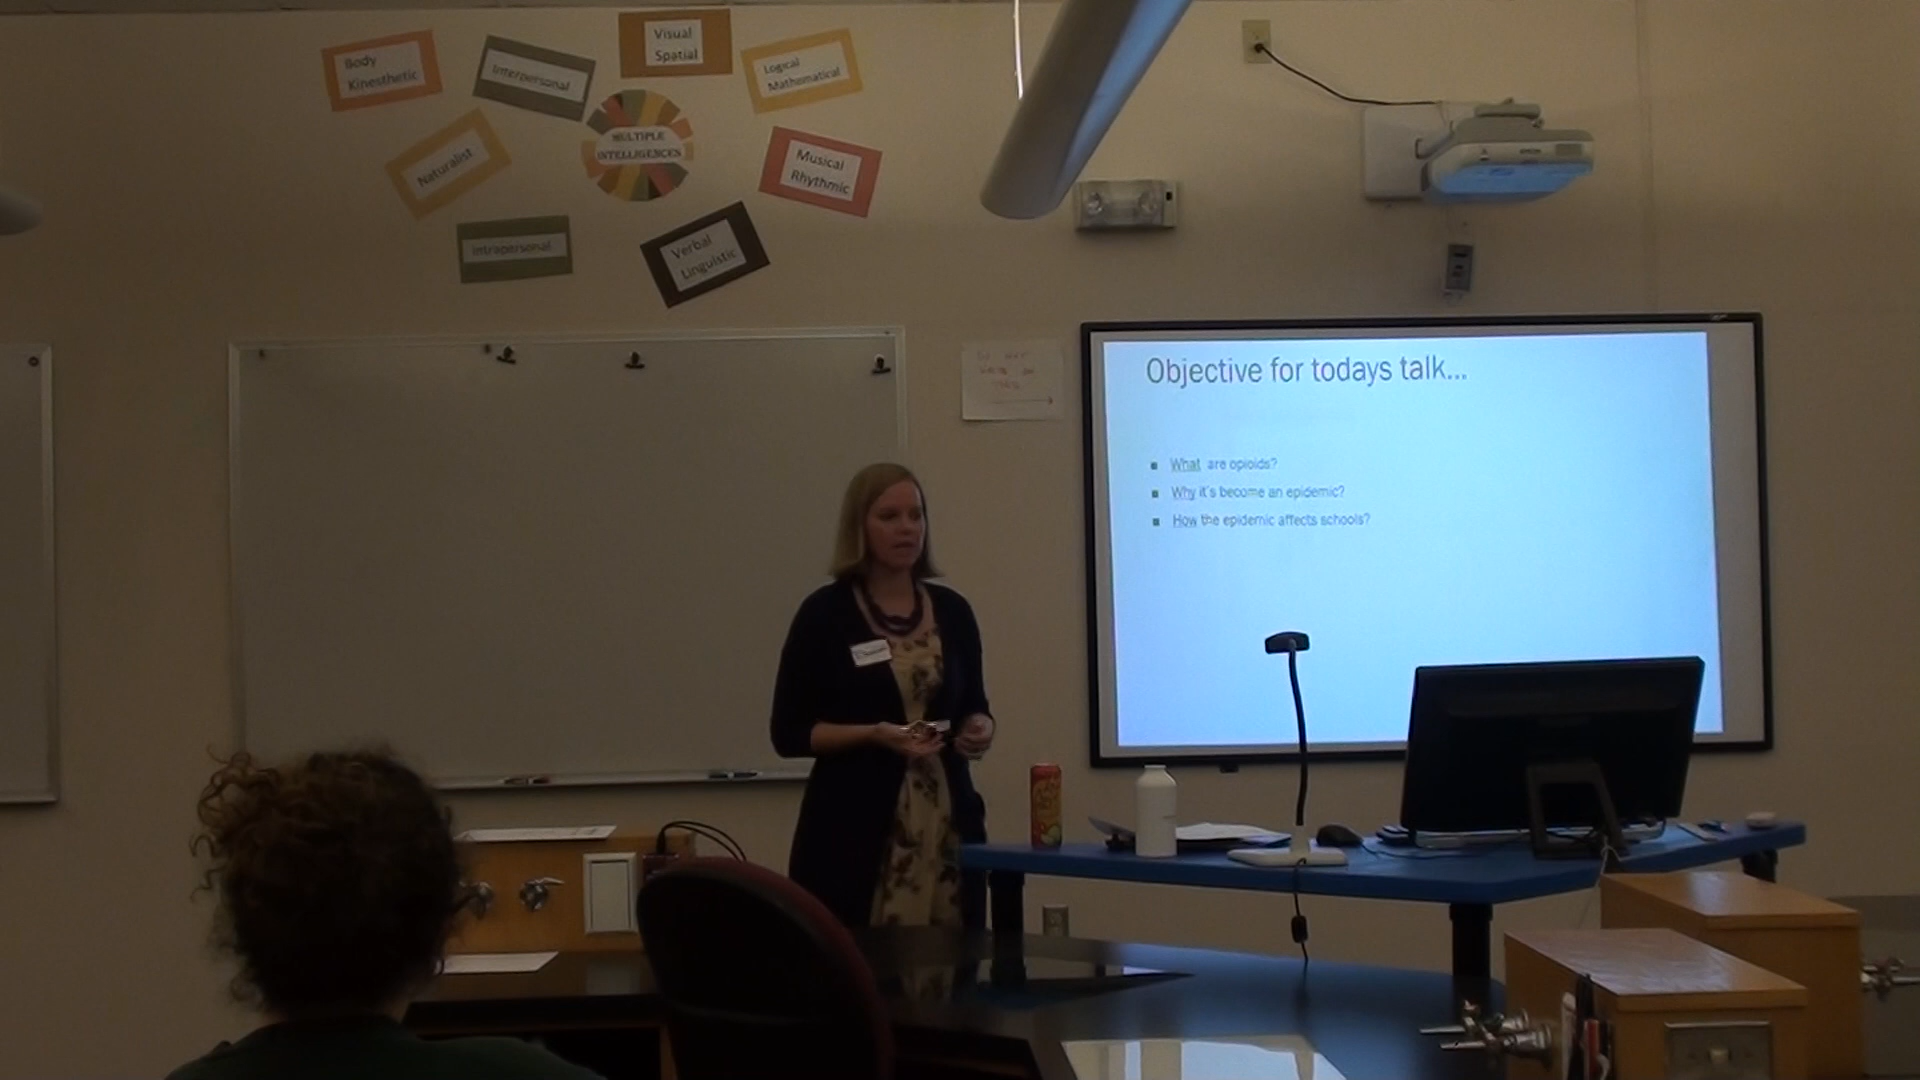 Visual
Spatial
Body
Kinesthetic
Interpersonal
Logical
Mathematical
MULTIPLE
INTELLIGENCES
Naturalist
Musical
Rhythmic
Intrapersonal
Verbal
Linguistic
EPSON
Objective for todays talk...
What are opioids?
Why it's become an epidemic?
How the epidemic affects schools?